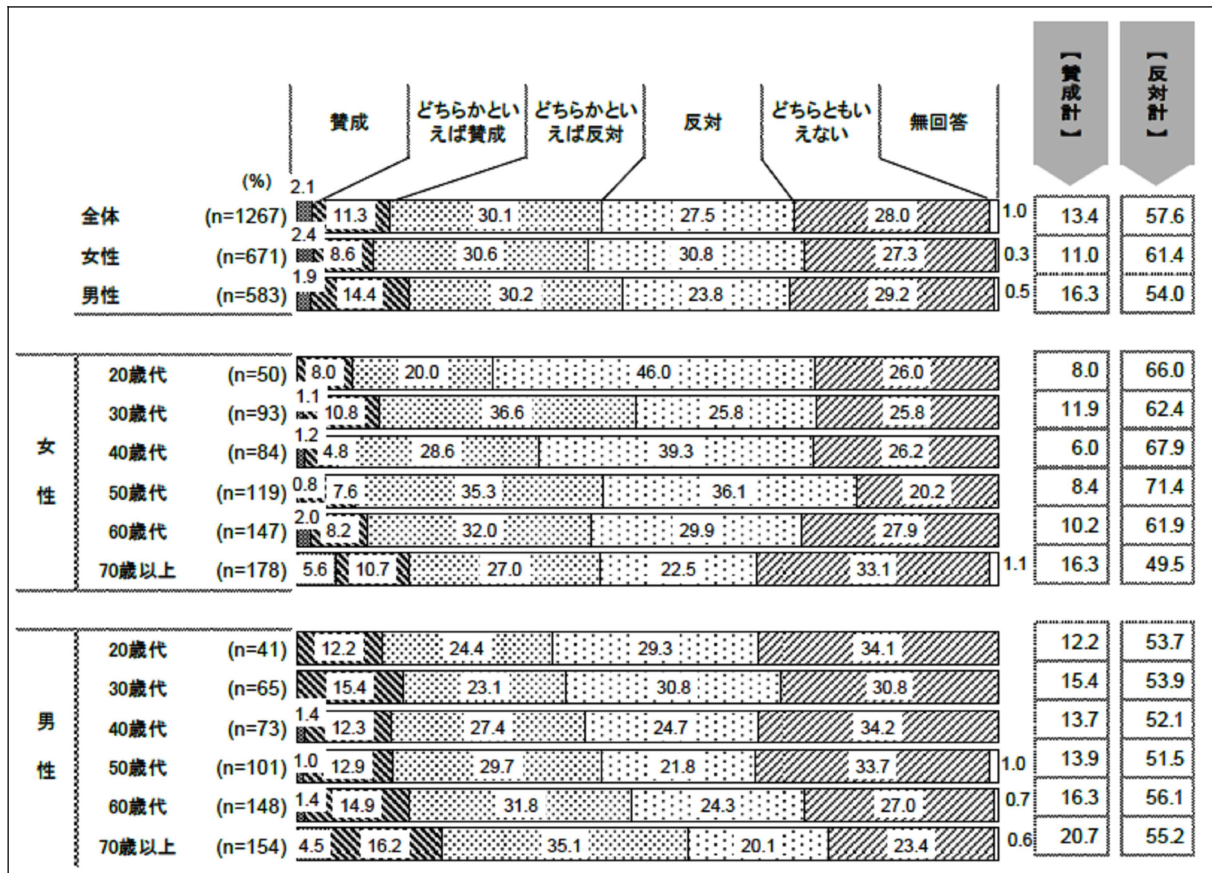 【賛成計】 【反対計】
賛成 どちらかといえば賛成 どちらかといえば反対 反対 どちらともいえない 無回答
(%)
全体 (n=1267) 2.1 11.3 30.1 27.5 28.0 1.0 13.4 57.6
女性 (n=671) 2.4 8.6 30.6 30.8 27.3 0.3 11.0 61.4
男性 (n=583) 1.9 14.4 30.2 23.8 29.2 0.5 16.3 54.0
女性
20歳代 (n=50) 8.0 20.0 46.0 26.0 8.0 66.0
30歳代 (n=93) 1.1 10.8 36.6 25.8 25.8 11.9 62.4
40歳代 (n=84) 1.2 4.8 28.6 39.3 26.2 6.0 67.9
50歳代 (n=119) 0.8 7.6 35.3 36.1 20.2 8.4 71.4
60歳代 (n=147) 2.0 8.2 32.0 29.9 27.9 10.2 61.9
70歳以上 (n=178) 5.6 10.7 27.0 22.5 33.1 1.1 16.3 49.5
男性
20歳代 (n=41) 12.2 24.4 29.3 34.1 12.2 53.7
30歳代 (n=65) 15.4 23.1 30.8 30.8 15.4 53.9
40歳代 (n=73) 1.4 12.3 27.4 24.7 34.2 13.7 52.1
50歳代 (n=101) 1.0 12.9 29.7 21.8 33.7 1.0 13.9 51.5
60歳代 (n=148) 1.4 14.9 31.8 24.3 27.0 0.7 16.3 56.1
70歳以上 (n=154) 4.5 16.2 35.1 20.1 23.4 0.6 20.7 55.2